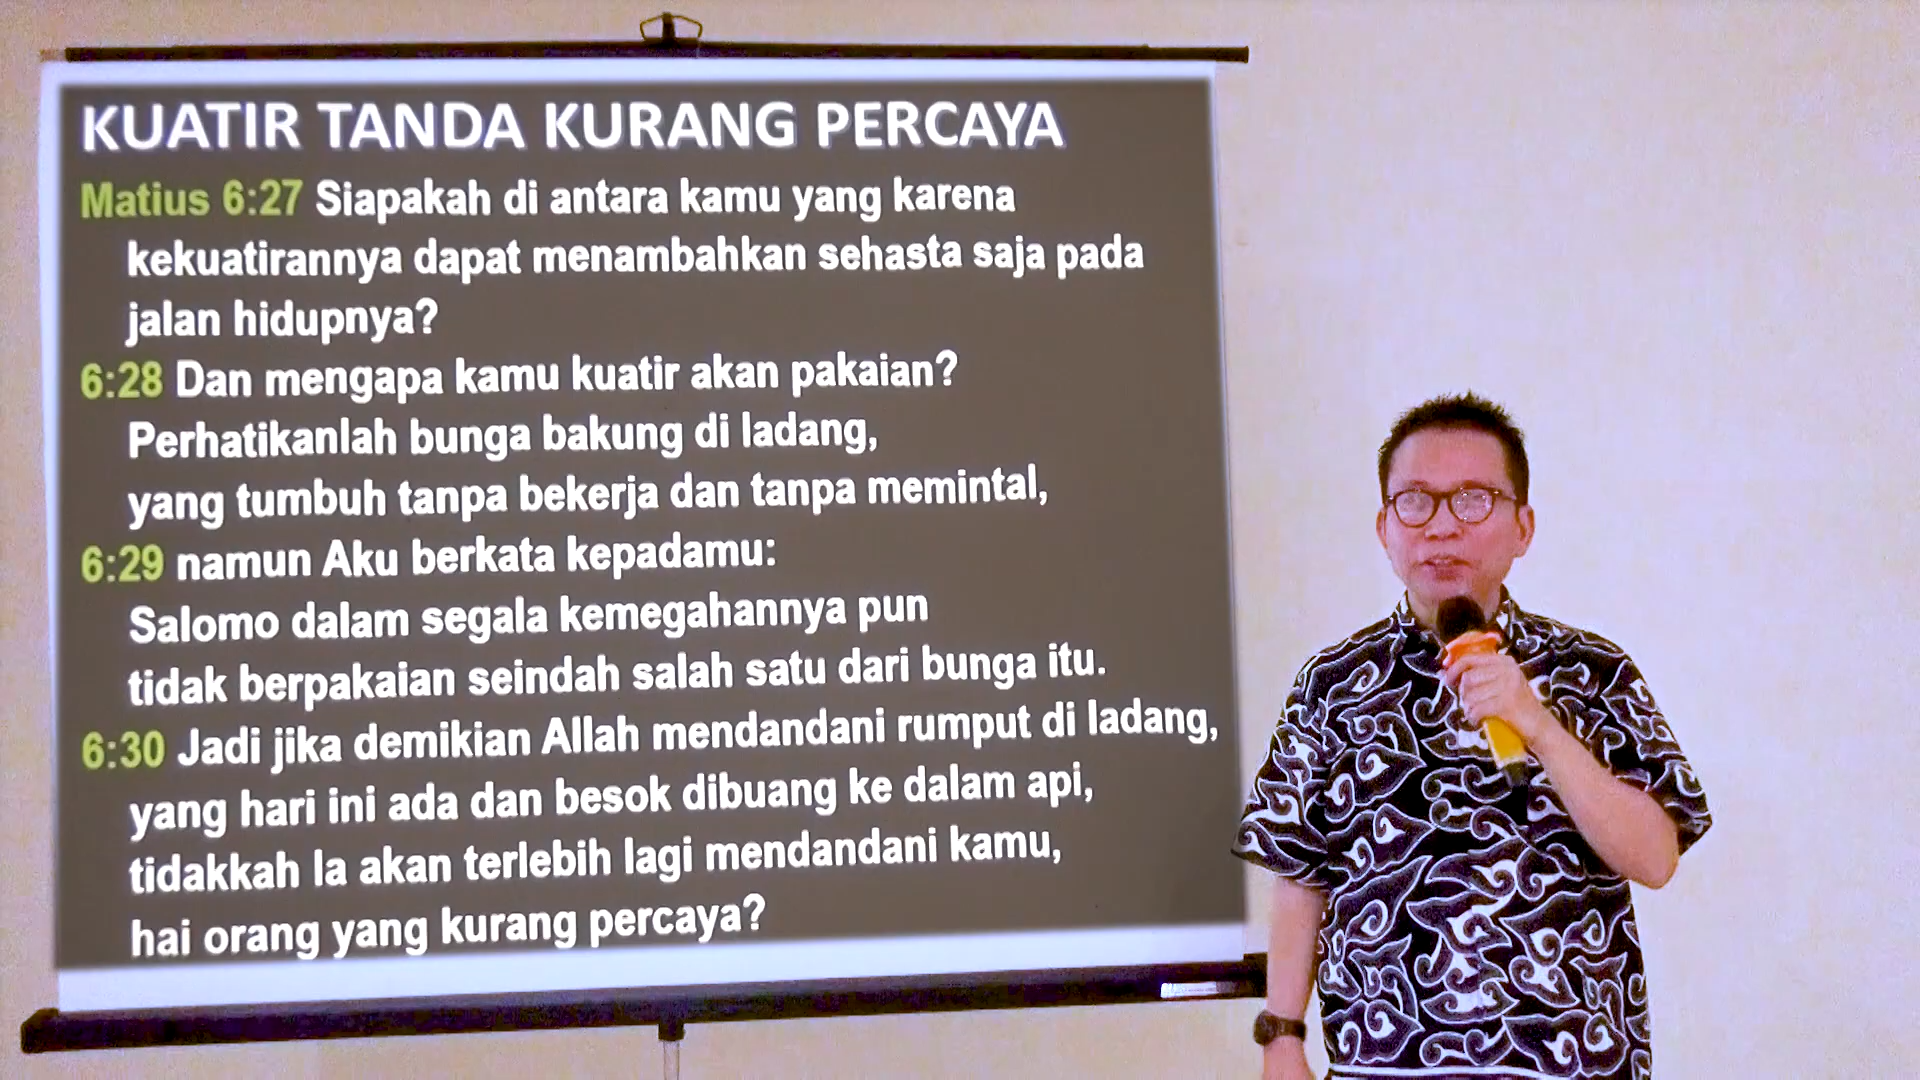 KUATIR TANDA KURANG PERCAYA
Matius 6:27 Siapakah di antara kamu yang karena
kekuatirannya dapat menambahkan sehasta saja pada
jalan hidupnya?
6:28 Dan mengapa kamu kuatir akan pakaian?
Perhatikanlah bunga bakung di ladang,
yang tumbuh tanpa bekerja dan tanpa memintal,
6:29 namun Aku berkata kepadamu:
Salomo dalam segala kemegahannya pun
tidak berpakaian seindah salah satu dari bunga itu.
6:30 Jadi jika demikian Allah mendandani rumput di ladang,
yang hari ini ada dan besok dibuang ke dalam api,
tidakkah Ia akan terlebih lagi mendandani kamu,
hai orang yang kurang percaya?